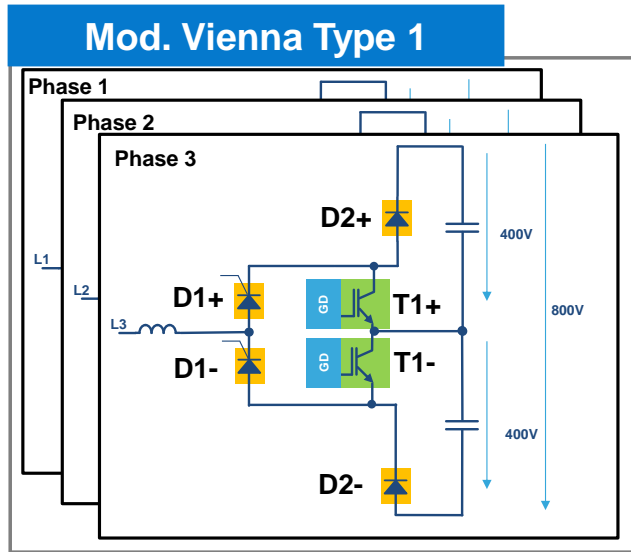 Mod. Vienna Type 1
Phase 1
Phase 2
Phase 3
D2+
400V
L1
D1+
GD
T1+
800V
L2
L3
D1-
GD
T1-
400V
D2-